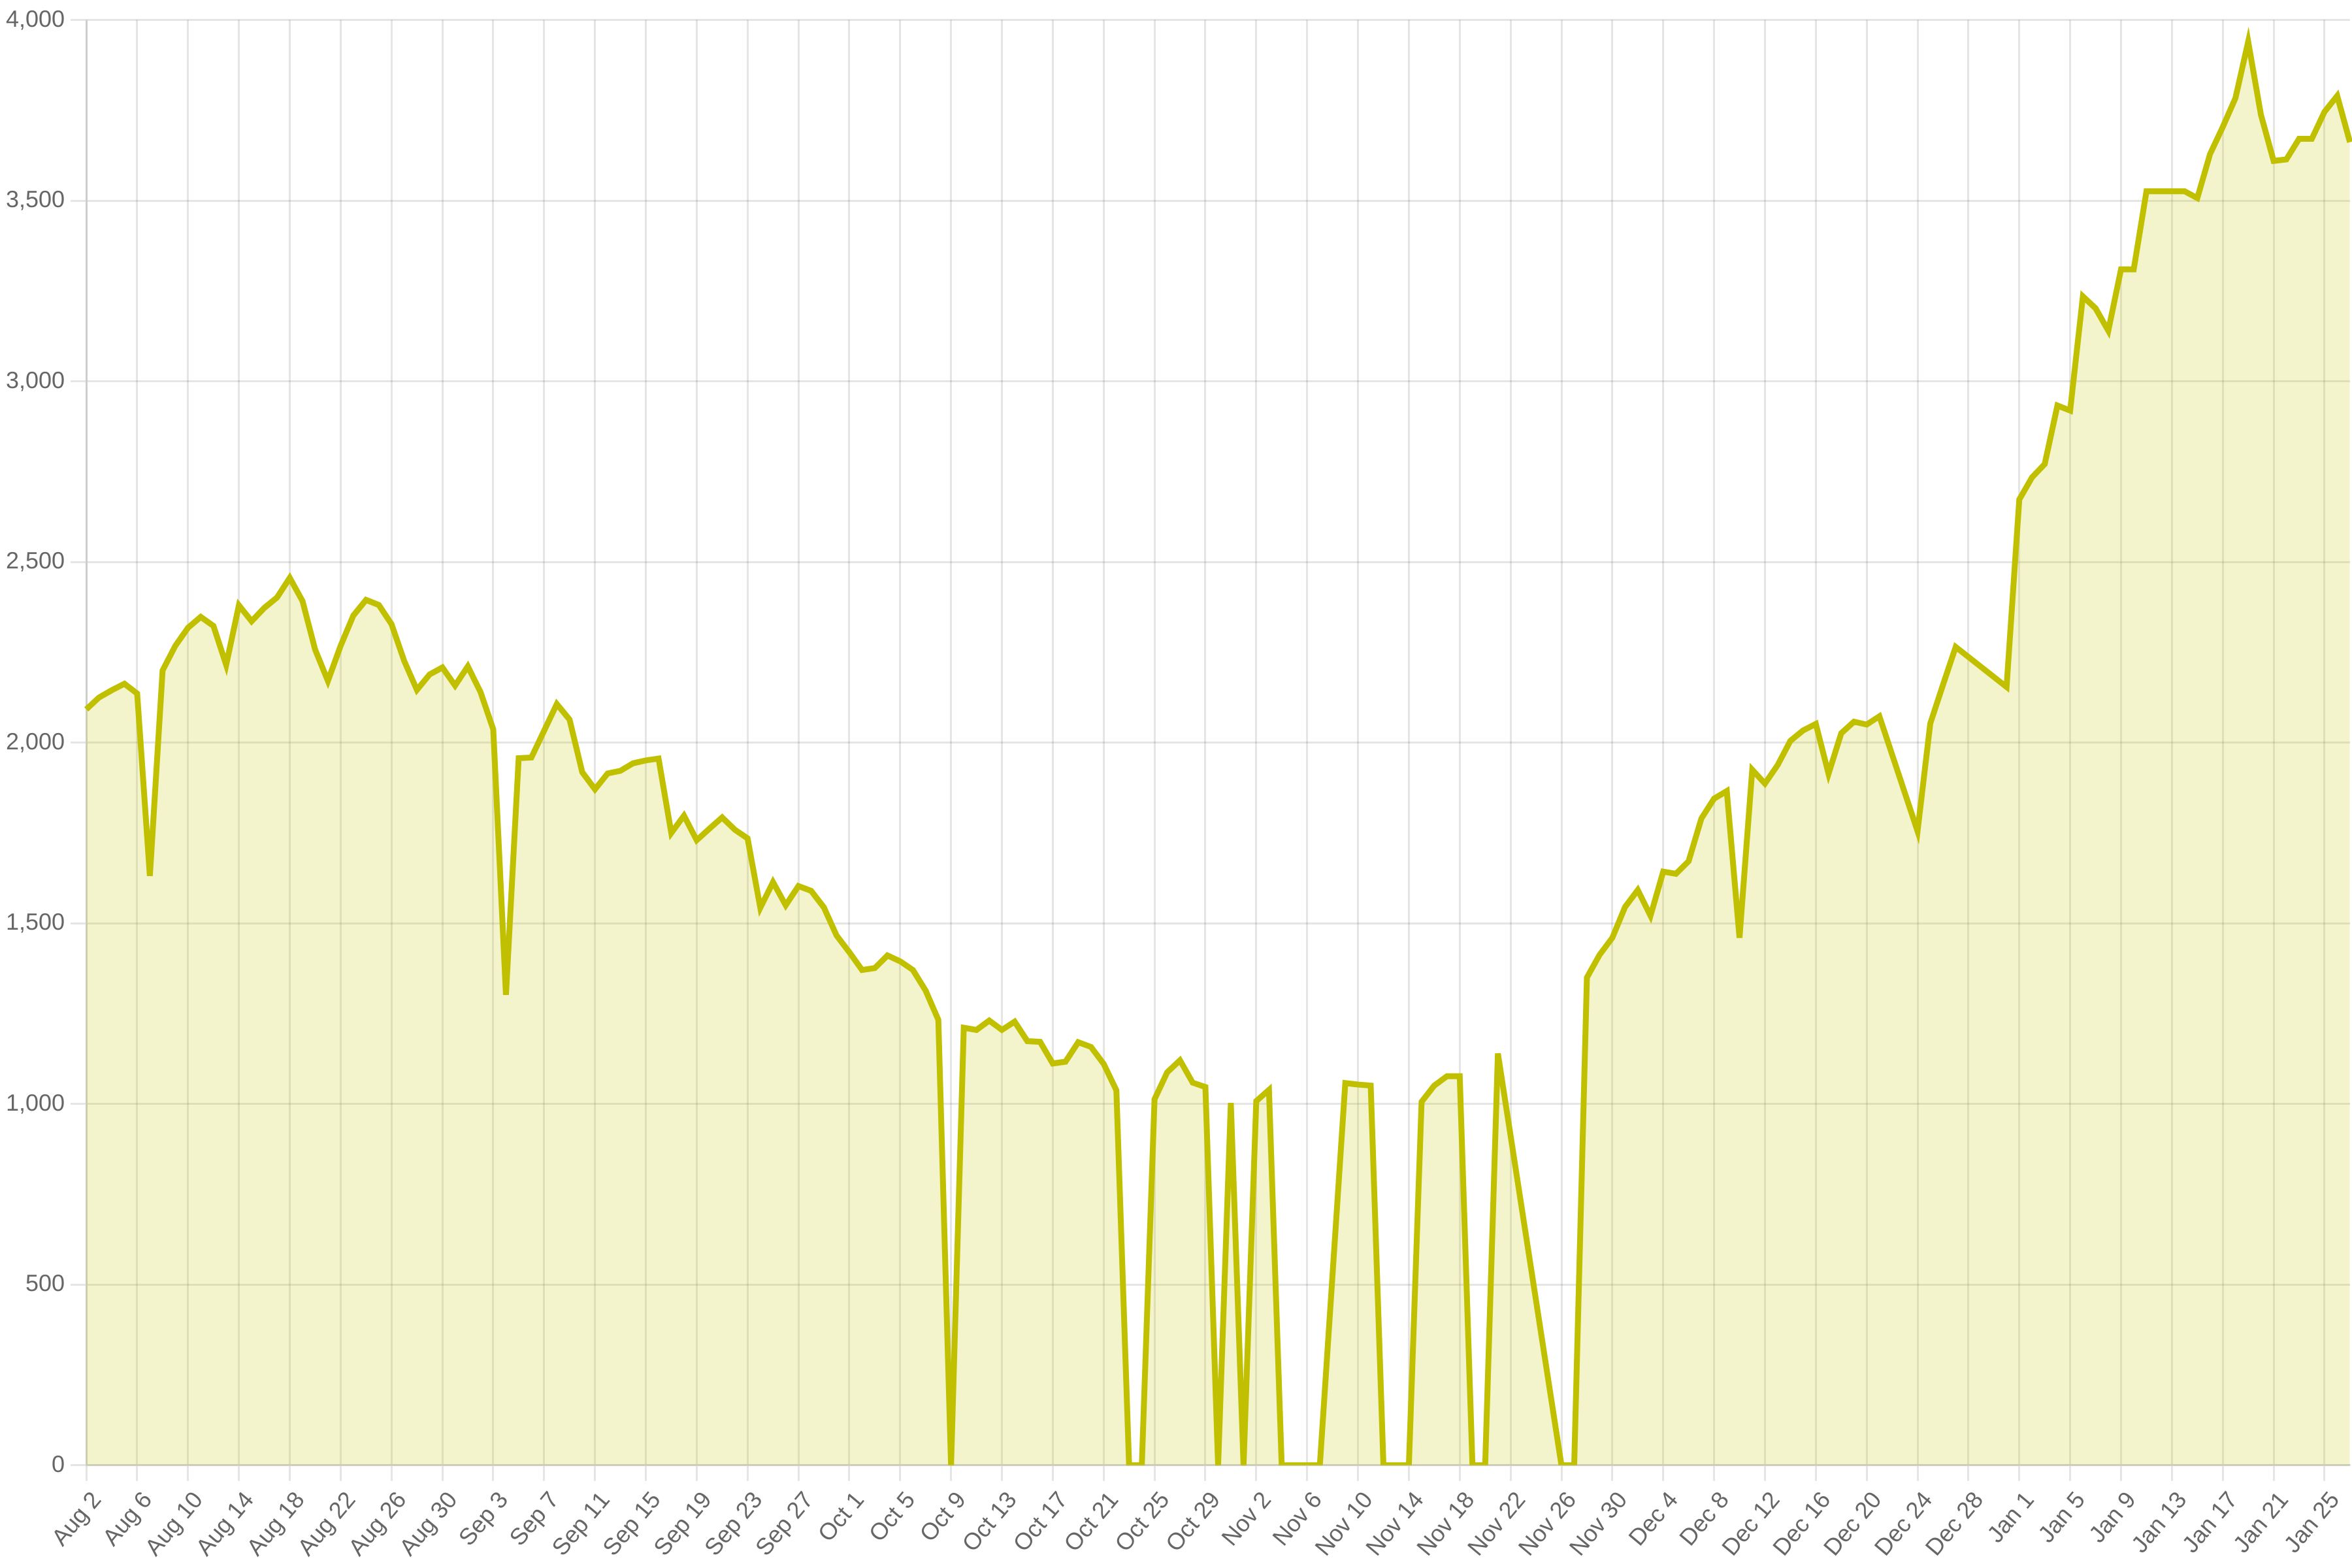 4,000
3,500
3,000
2,500
2,000
1,500
1,000
500
0
Aug 2
Aug 6
Aug 10
Aug 14
Aug 18
Aug 22
Aug 26
Aug 30
Sep 3
Sep 7
Sep 11
Sep 15
Sep 19
Sep 23
Sep 27
Oct 1
Oct 5
Oct 9
Oct 13
Oct 17
Oct 21
Oct 25
Oct 29
Nov 2
Nov 6
Nov 10
Nov 14
Nov 18
Nov 22
Nov 26
Nov 30
Dec 4
Dec 8
Dec 12
Dec 16
Dec 20
Dec 24
Dec 28
Jan 1
Jan 5
Jan 9
Jan 13
Jan 17
Jan 21
Jan 25